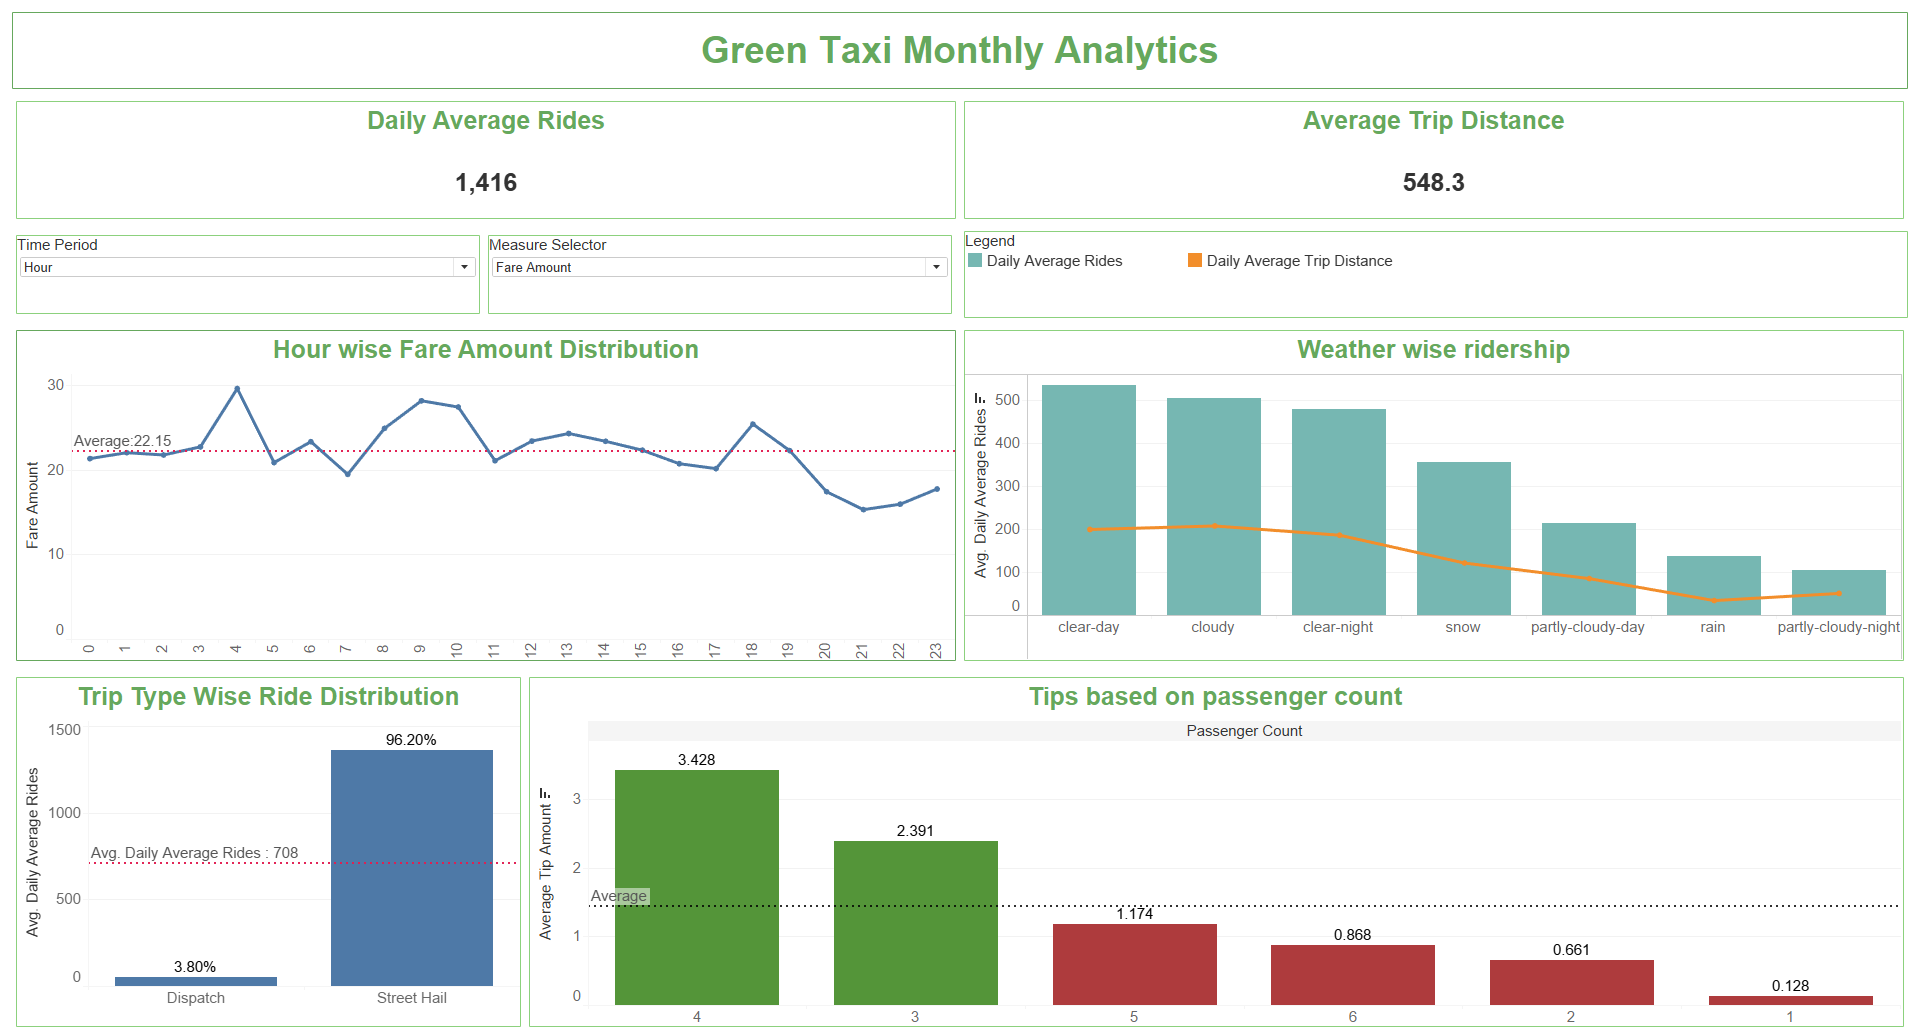 Green Taxi Monthly Analytics
Daily Average Rides
1,416
Average Trip Distance
548.3
Time Period
Hour
Measure Selector
Fare Amount
Legend
Daily Average Rides
Daily Average Trip Distance
Hour wise Fare Amount Distribution
Fare Amount
30
20
10
0
Average:22.15
0 1 2 3 4 5 6 7 8 9 10 11 12 13 14 15 16 17 18 19 20 21 22 23
Weather wise ridership
Avg. Daily Average Rides
500
400
300
200
100
0
clear-day cloudy clear-night snow partly-cloudy-day rain partly-cloudy-night
Trip Type Wise Ride Distribution
Avg. Daily Average Rides
1500
1000
500
0
96.20%
Avg. Daily Average Rides : 708
3.80%
Dispatch Street Hail
Tips based on passenger count
Passenger Count
Average Tip Amount
3
2
1
0
Average
3.428
2.391
1.174
0.868
0.661
0.128
4 3 5 6 2 1